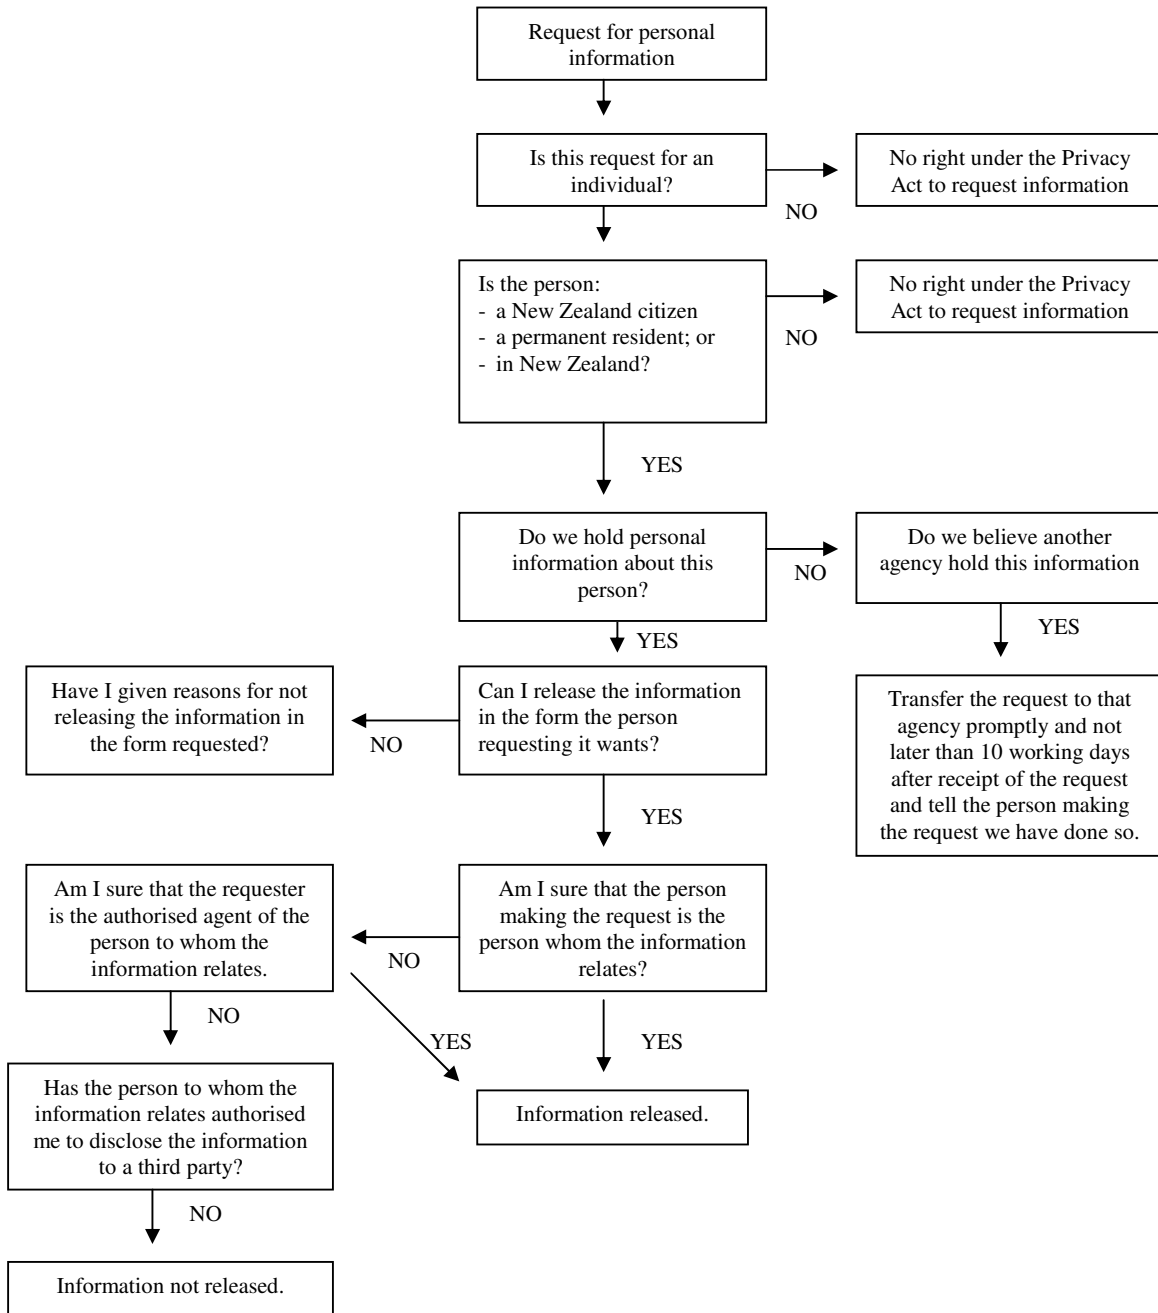 Request for personal
information
Is this request for an
individual?
NO
No right under the Privacy
Act to request information
Is the person:
- a New Zealand citizen
- a permanent resident; or
- in New Zealand?
NO
No right under the Privacy
Act to request information
YES
Do we hold personal
information about this
person?
NO
Do we believe another
agency hold this information
YES
YES
Transfer the request to that
agency promptly and not
later than 10 working days
after receipt of the request
and tell the person making
the request we have done so.
Can I release the information
in the form the person
requesting it wants?
NO
Have I given reasons for not
releasing the information in
the form requested?
YES
Am I sure that the person
making the request is the
person whom the information
relates?
NO
Am I sure that the requester
is the authorised agent of the
person to whom the
information relates.
NO
YES
YES
Information released.
Has the person to whom the
information relates authorised
me to disclose the information
to a third party?
NO
Information not released.